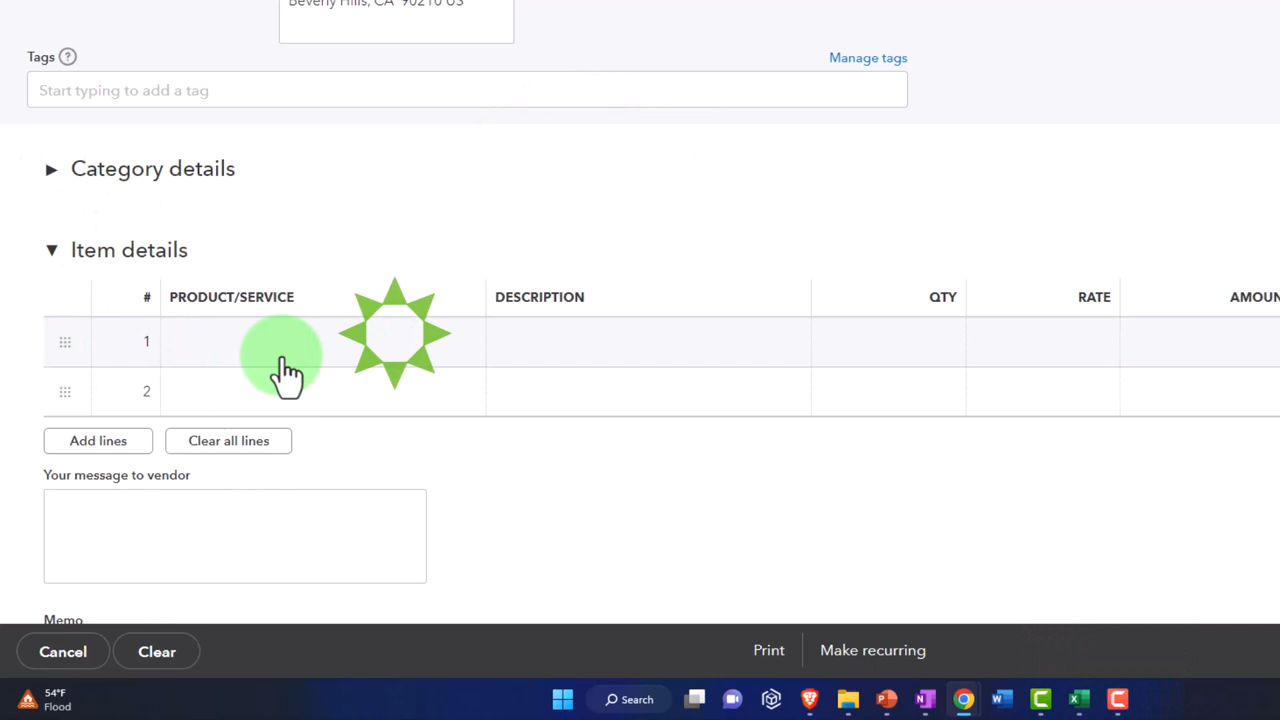 Beverly Hills, CA 90210 US
Tags ?
Manage tags
Start typing to add a tag
Category details
Item details
# PRODUCT/SERVICE DESCRIPTION QTY RATE AMOUN
1
2
Add lines Clear all lines
Your message to vendor
Memo
Cancel Clear Print Make recurring
54°F
Flood
Search